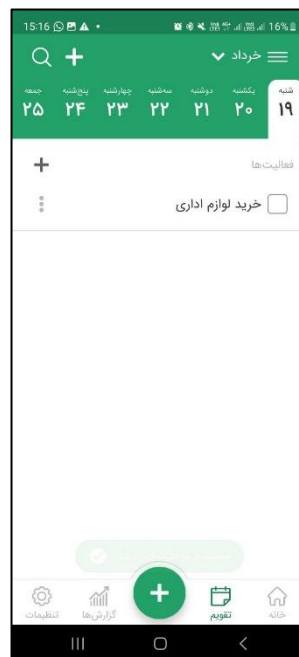 15:16 16%
خرداد
شنبه یکشنبه دوشنبه سه‌شنبه چهارشنبه پنج‌شنبه جمعه
۱۹ ۲۰ ۲۱ ۲۲ ۲۳ ۲۴ ۲۵
فعالیت‌ها
خرید لوازم اداری
خانه تقویم گزارش‌ها تنظیمات